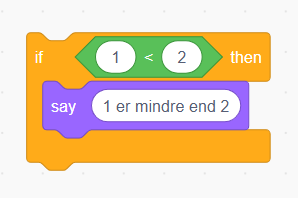 if 1 < 2 then
say 1 er mindre end 2